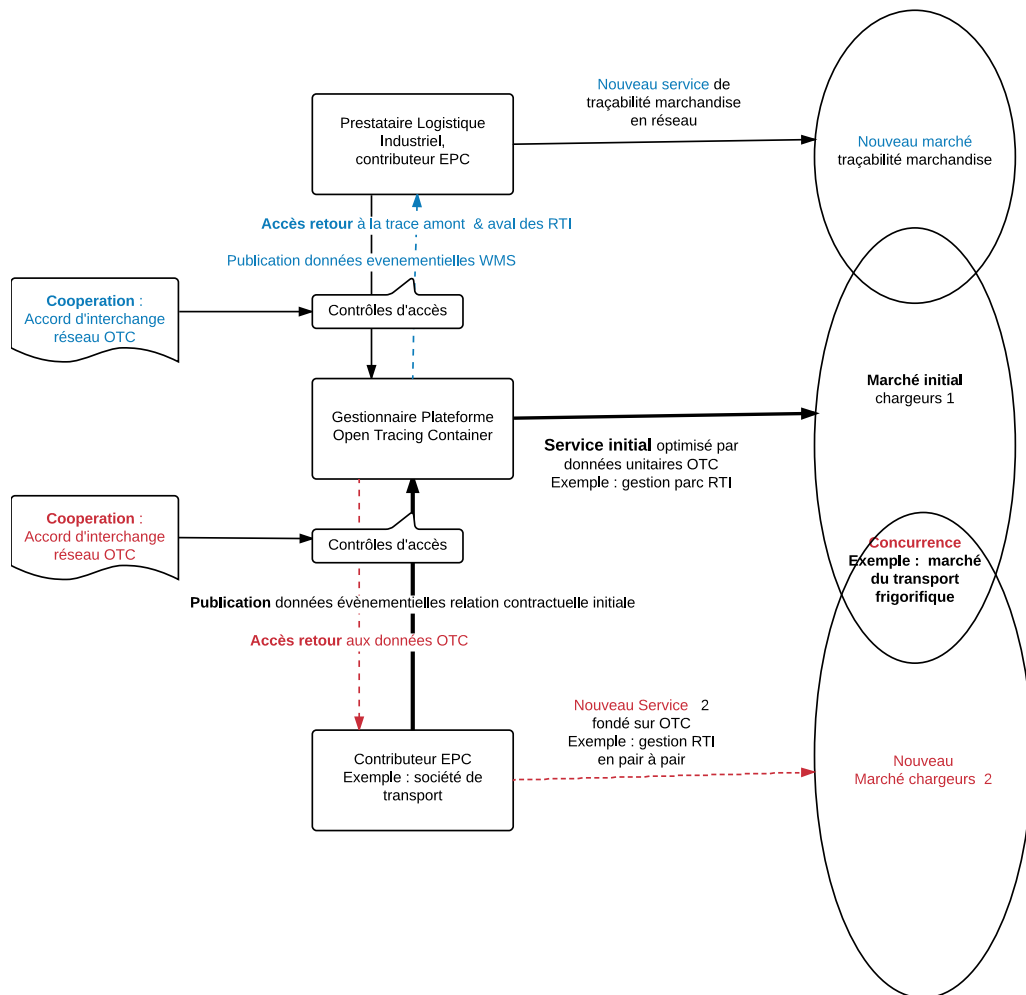 Nouveau service de
traçabilité marchandise
en réseau
Prestataire Logistique
Industriel,
contributeur EPC
Nouveau marché
traçabilité marchandise
Accès retour à la trace amont & aval des RTI
Publication données evenementielles WMS
Cooperation :
Accord d'interchange
réseau OTC
Contrôles d'accès
Marché initial
chargeurs 1
Gestionnaire Plateforme
Open Tracing Container
Service initial optimisé par
données unitaires OTC
Exemple : gestion parc RTI
Cooperation :
Accord d'interchange
réseau OTC
Contrôles d'accès
Concurrence
Exemple : marché
du transport
frigorifique
Publication données évènementielles relation contractuelle initiale
Accès retour aux données OTC
Nouveau Service 2
fondé sur OTC
Exemple : gestion RTI
en pair à pair
Contributeur EPC
Exemple : société de
transport
Nouveau
Marché chargeurs 2